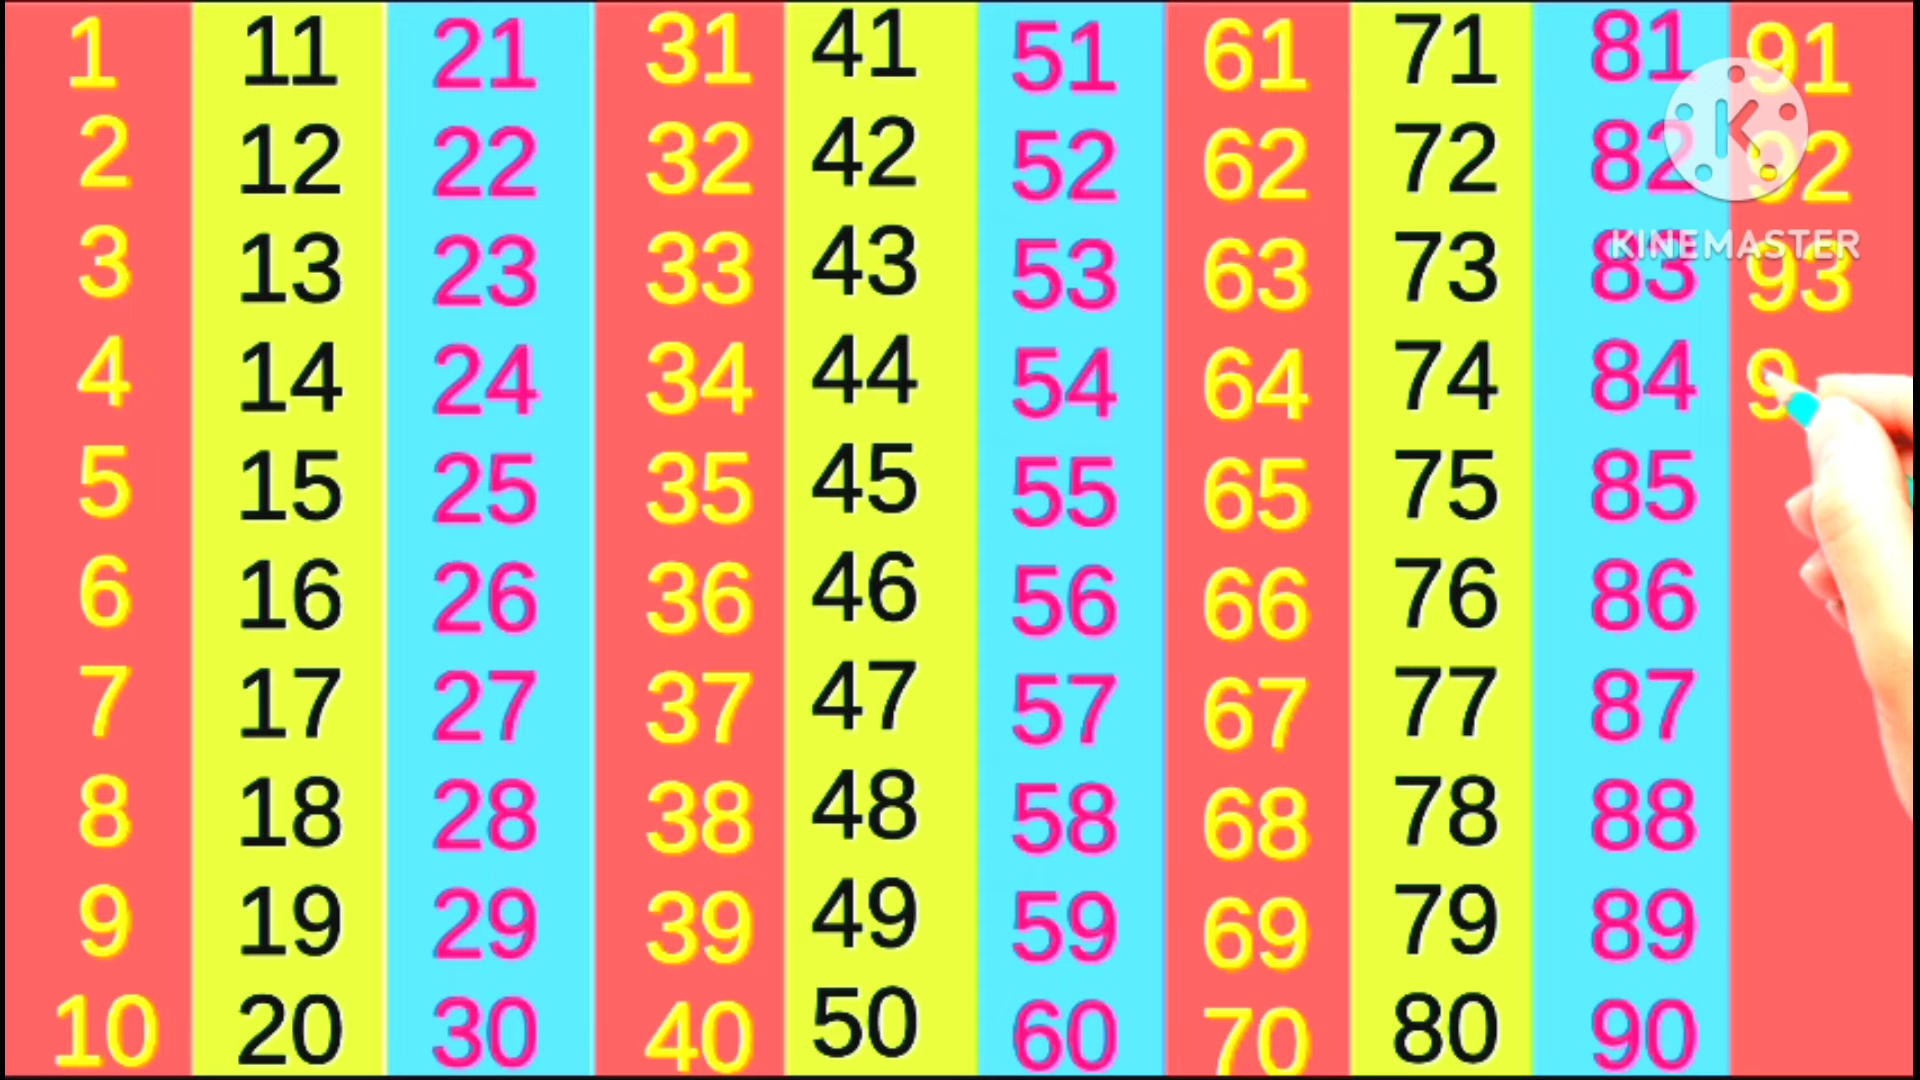 1 11 21 31 41 51 61 71 81 91
2 12 22 32 42 52 62 72 82 92
3 13 23 33 43 53 63 73 83 93
4 14 24 34 44 54 64 74 84 9
5 15 25 35 45 55 65 75 85
6 16 26 36 46 56 66 76 86
7 17 27 37 47 57 67 77 87
8 18 28 38 48 58 68 78 88
9 19 29 39 49 59 69 79 89
10 20 30 40 50 60 70 80 90
K
KINEMASTER